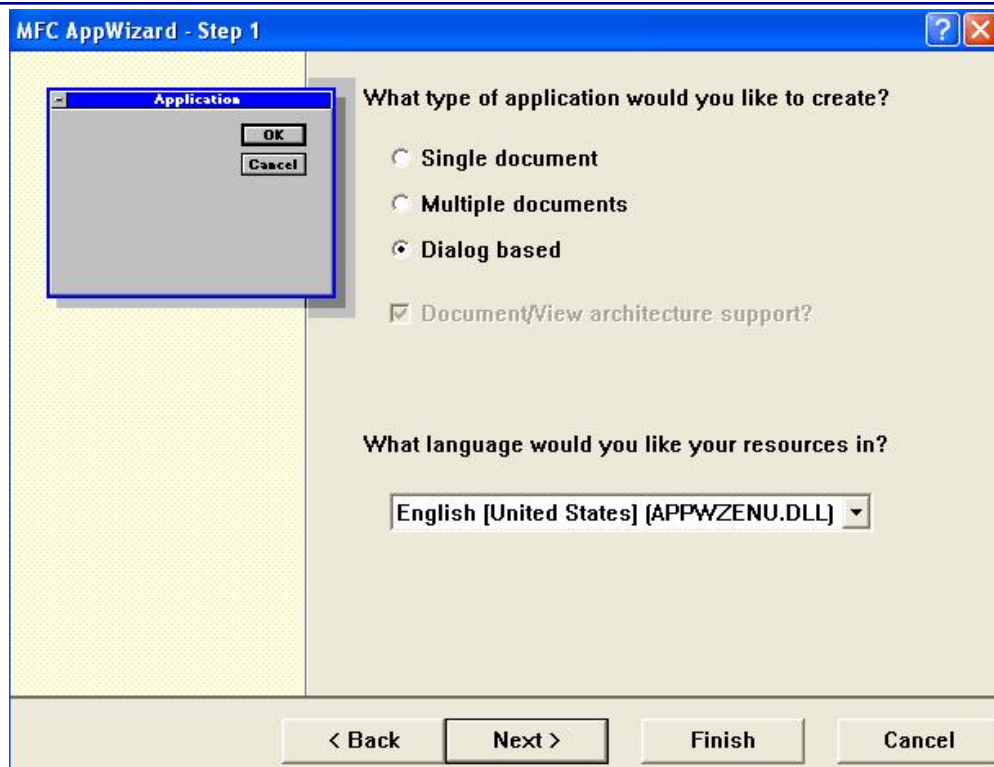 MFC AppWizard - Step 1
Application
OK
Cancel
What type of application would you like to create?
Single document
Multiple documents
Dialog based
Document/View architecture support?
What language would you like your resources in?
English [United States] (APPWZENU.DLL)
< Back
Next >
Finish
Cancel